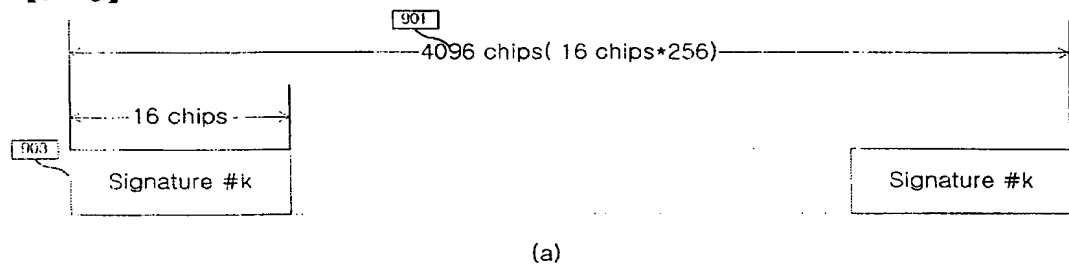 901
4096 chips( 16 chips*256)
16 chips
903
Signature #k
Signature #k
(a)